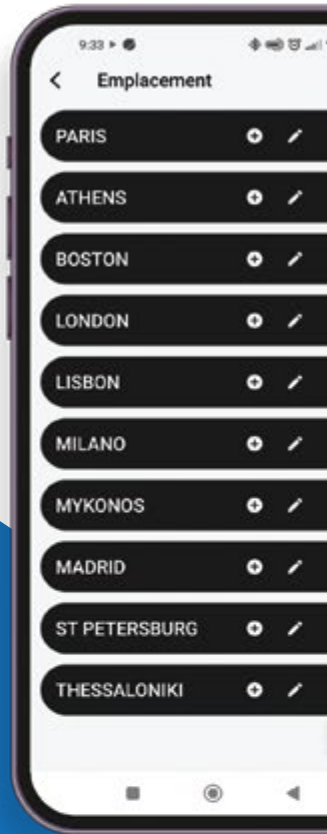 9:33
Emplacement
PARIS
ATHENS
BOSTON
LONDON
LISBON
MILANO
MYKONOS
MADRID
ST PETERSBURG
THESSALONIKI